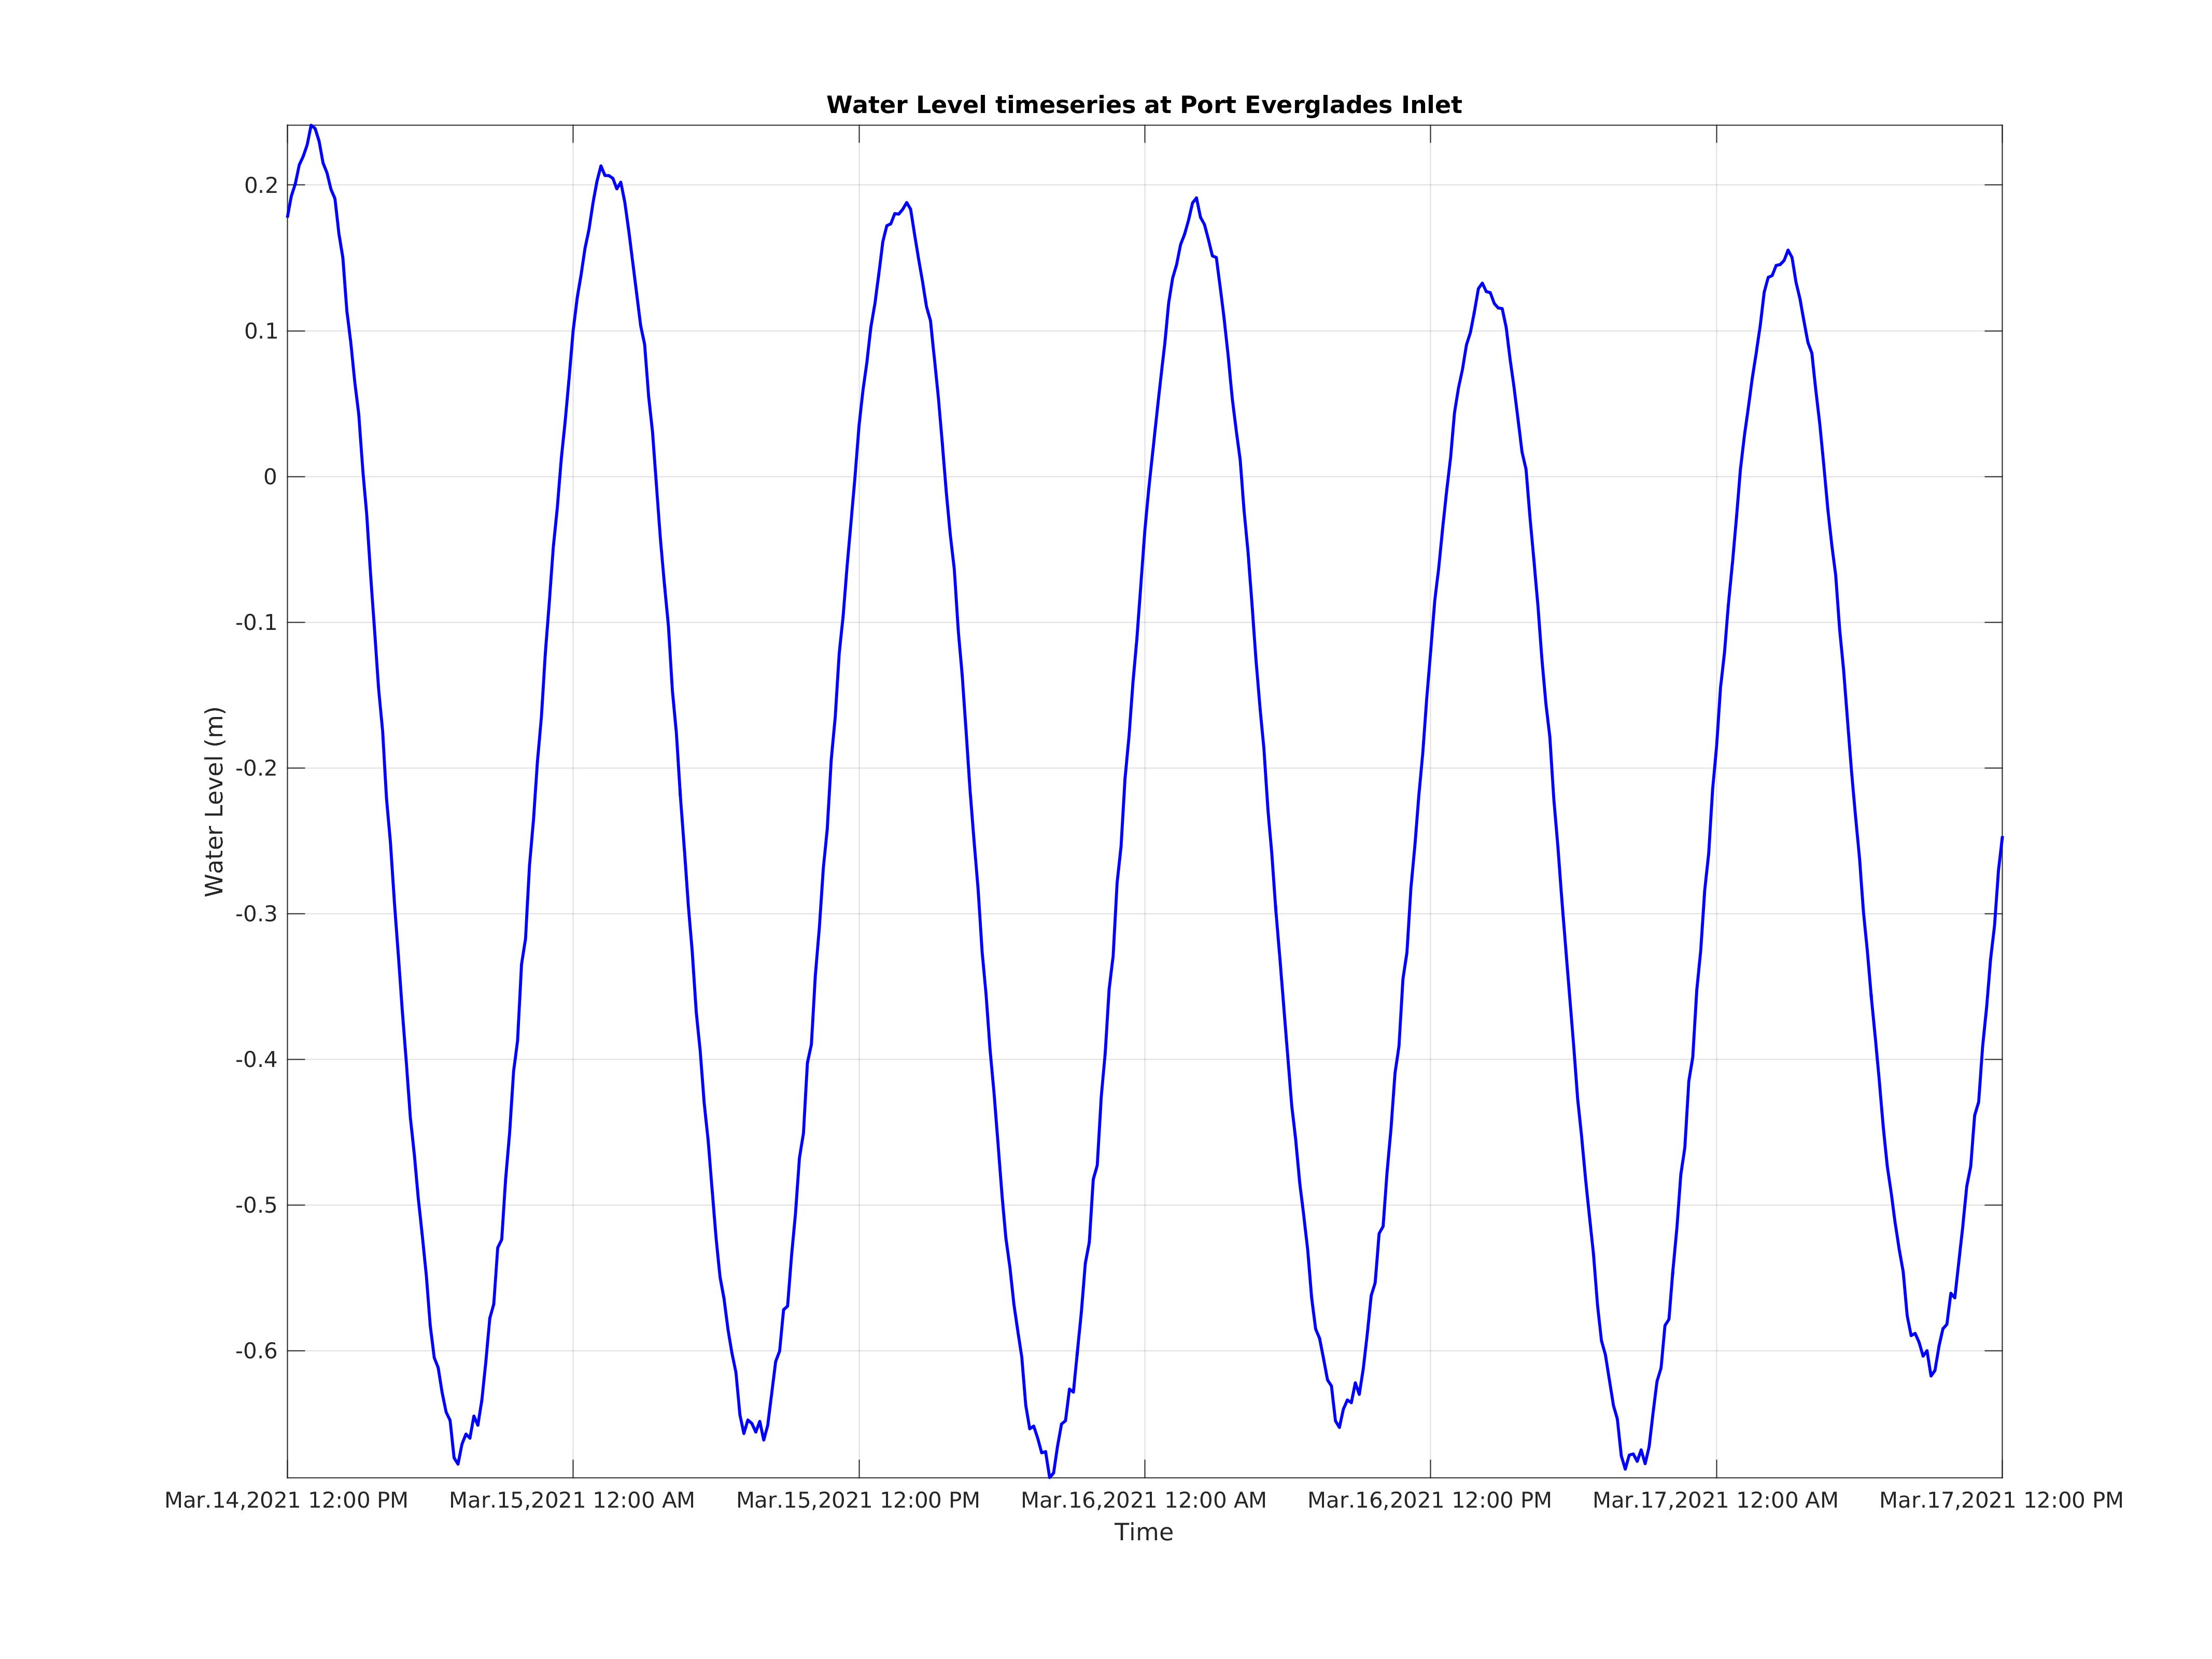 Water Level timeseries at Port Everglades Inlet
0.2
0.1
0
-0.1
-0.2
-0.3
-0.4
-0.5
-0.6
Water Level (m)
Mar.14,2021 12:00 PM Mar.15,2021 12:00 AM Mar.15,2021 12:00 PM Mar.16,2021 12:00 AM Mar.16,2021 12:00 PM Mar.17,2021 12:00 AM Mar.17,2021 12:00 PM
Time